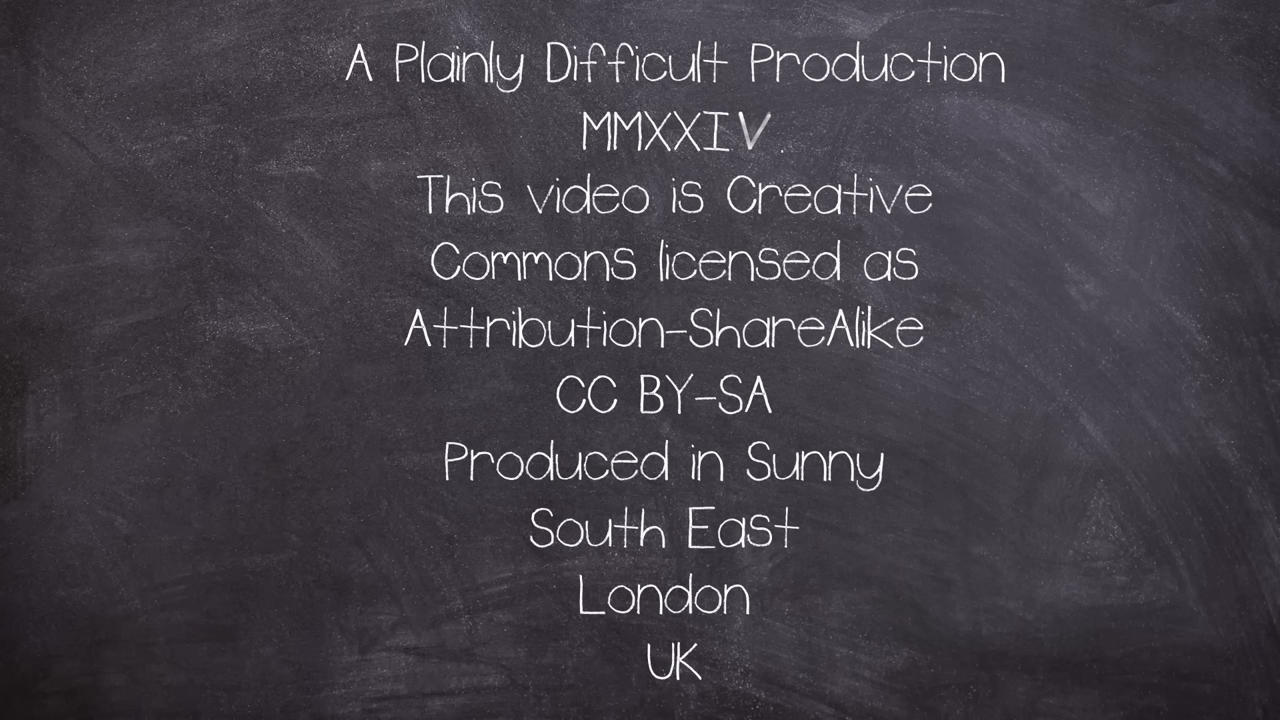 A Plainly Difficult Production
MMXXIV
This video is Creative
Commons licensed as
Attribution-ShareAlike
CC BY-SA
Produced in Sunny
South East
London
UK